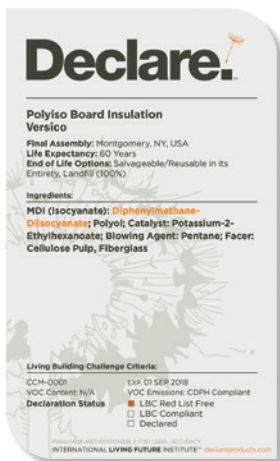 Declare.
Polyiso Board Insulation
Versico
Final Assembly: Montgomery, NY, USA
Life Expectancy: 60 Years
End of Life Options: Salvageable/Reusable in its
Entirety, Landfill (100%)
Ingredients:
MDI (Isocyanate): Diphenylmethane-
Diisocyanate; Polyol; Catalyst: Potassium-2-
Ethylhexanoate; Blowing Agent: Pentane; Facer:
Cellulose Pulp, Fiberglass
Living Building Challenge Criteria:
CCM-0001 EXP. 01 SEP 2018
VOC Content: N/A VOC Emissions: CDPH Compliant
Declaration Status LBC Red List Free
LBC Compliant
Declared
MANUFACTURER RESPONSIBLE FOR LABEL ACCURACY
INTERNATIONAL LIVING FUTURE INSTITUTE™ declareproducts.com